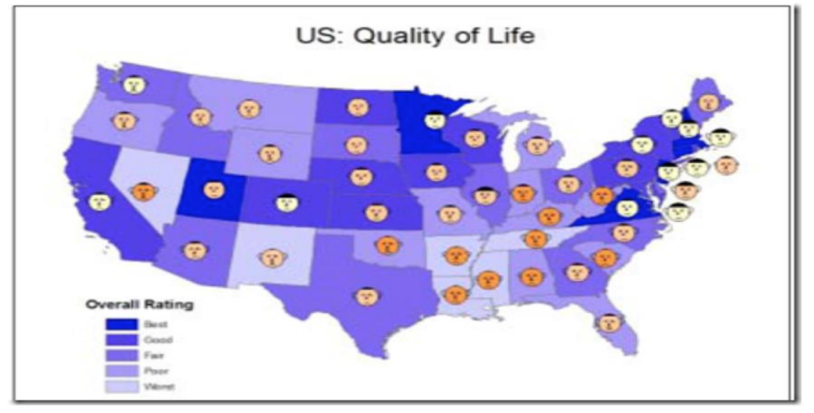 US: Quality of Life
Overall Rating
Best
Good
Fair
Poor
Worst